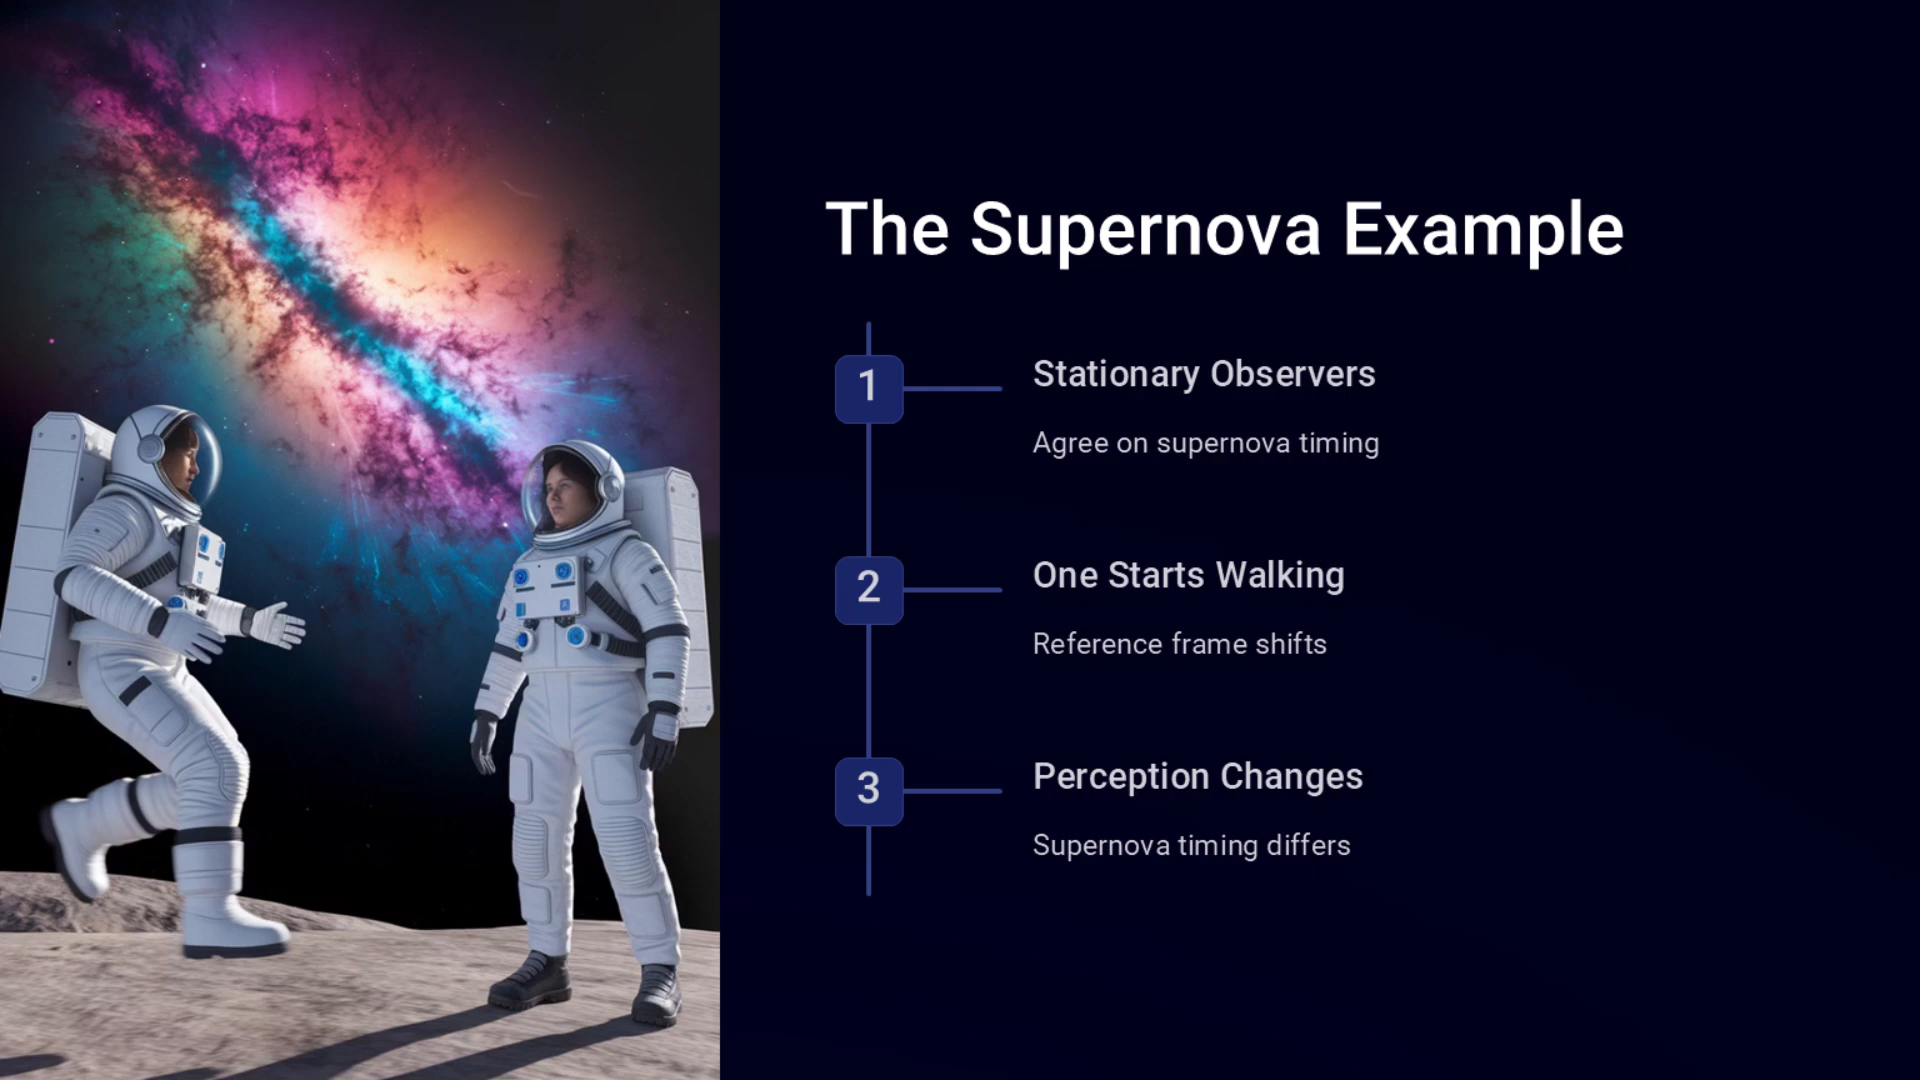 The Supernova Example
1
Stationary Observers
Agree on supernova timing
2
One Starts Walking
Reference frame shifts
3
Perception Changes
Supernova timing differs